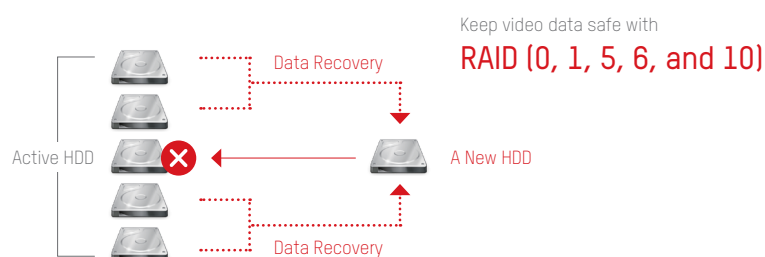 Keep video data safe with
RAID (0, 1, 5, 6, and 10)
Data Recovery
Active HDD
A New HDD
Data Recovery